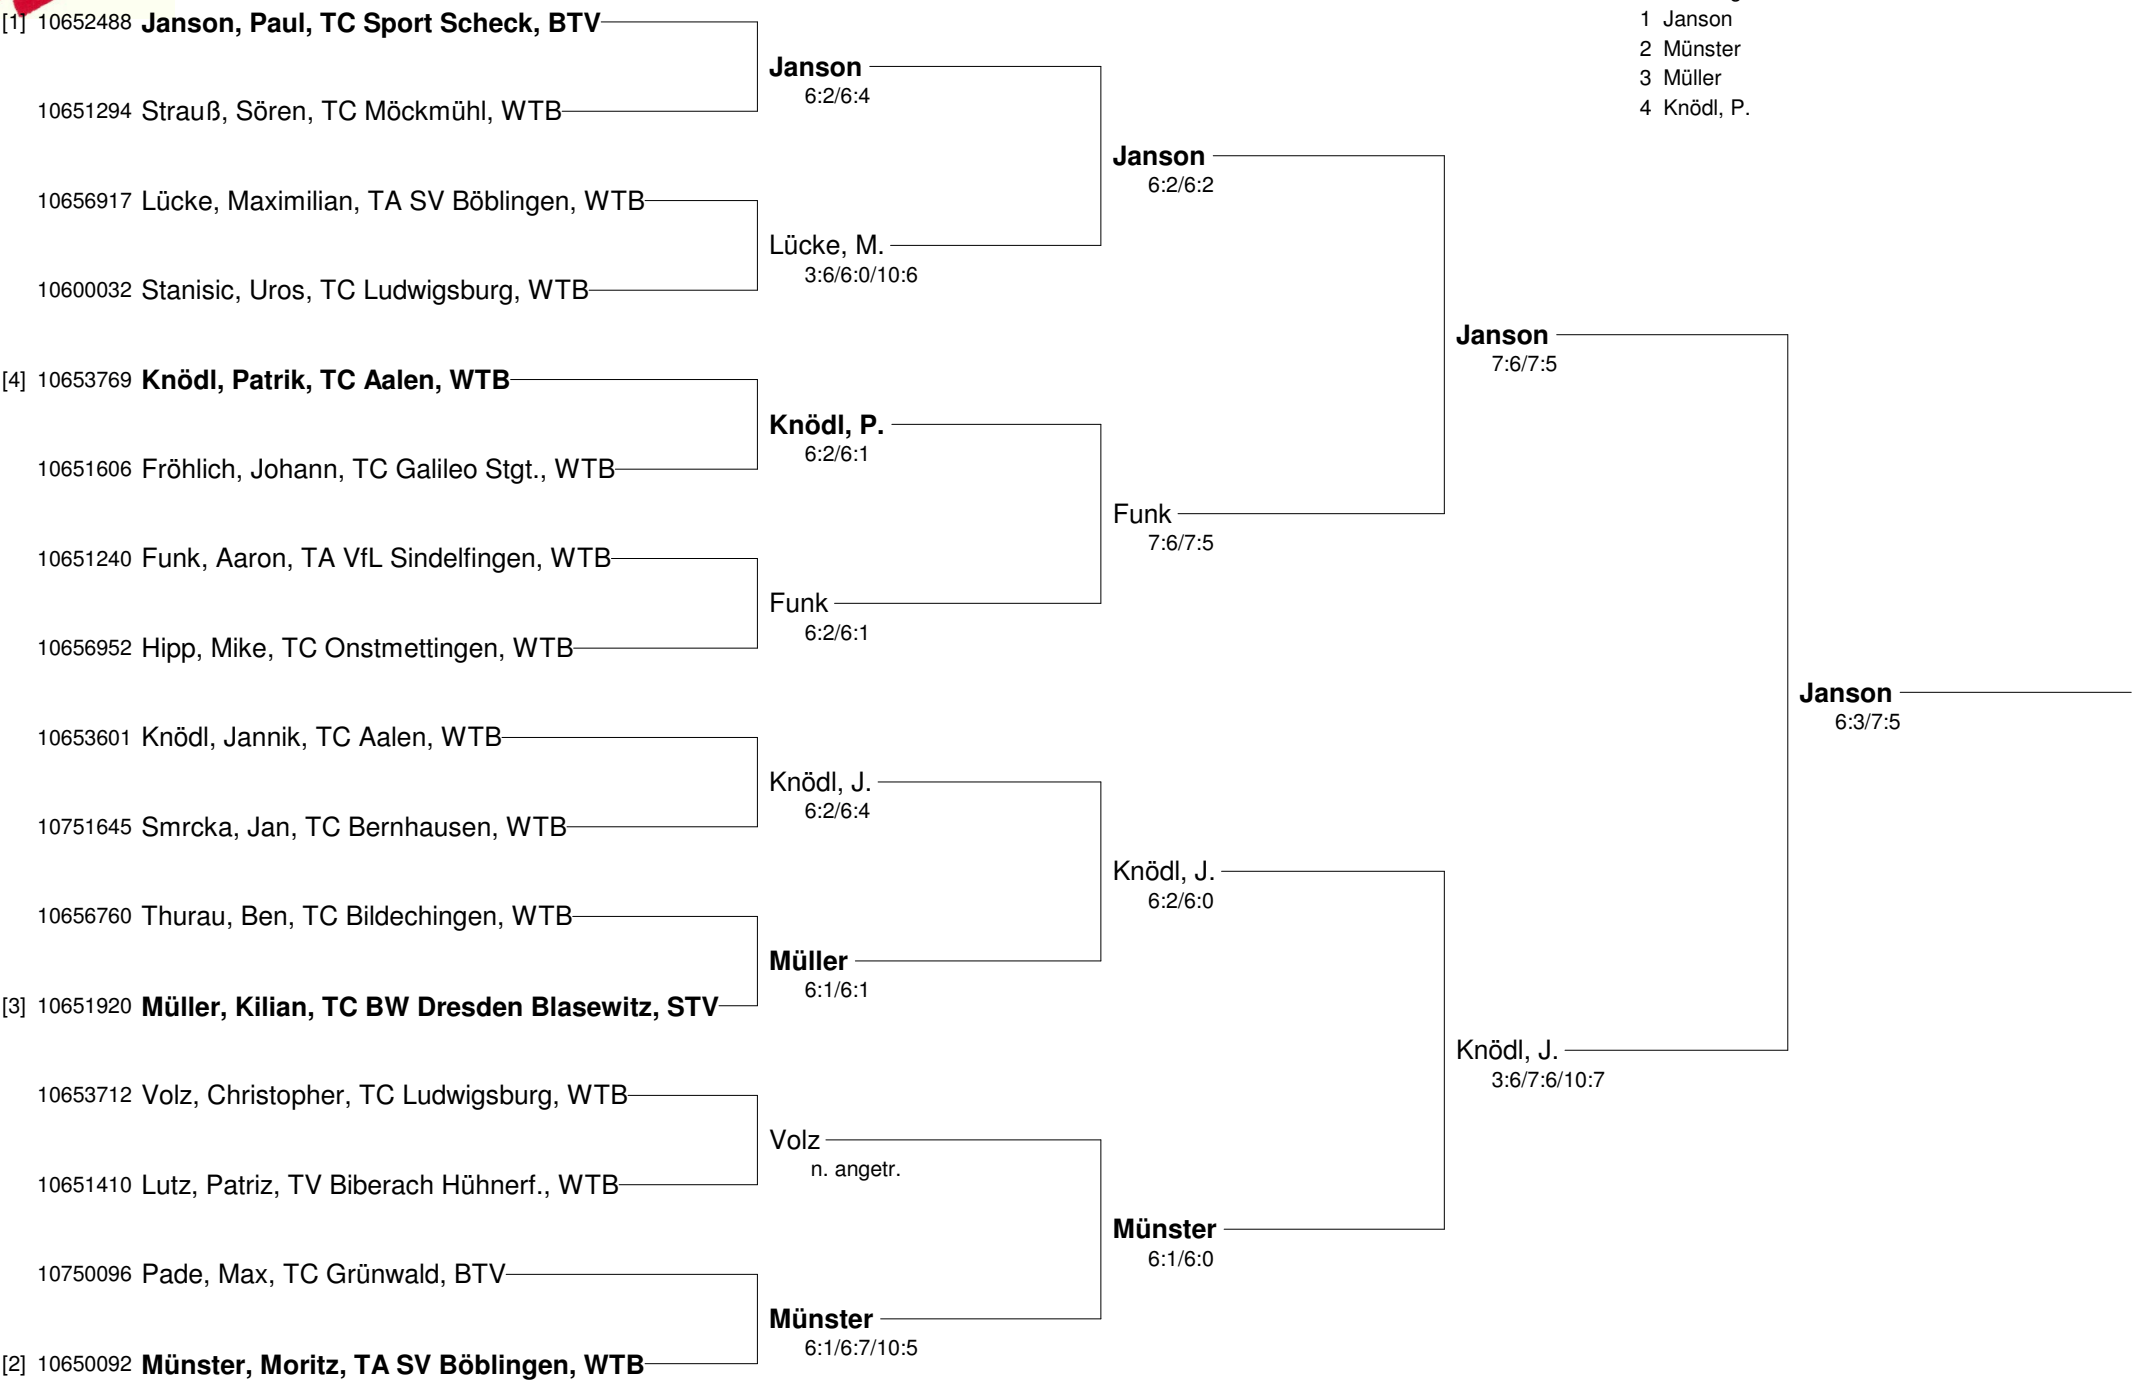 [1] 10652488 Janson, Paul, TC Sport Scheck, BTV
10651294 Strauß, Sören, TC Möckmühl, WTB
10656917 Lücke, Maximilian, TA SV Böblingen, WTB
10600032 Stanisic, Uros, TC Ludwigsburg, WTB
[4] 10653769 Knödl, Patrik, TC Aalen, WTB
10651606 Fröhlich, Johann, TC Galileo Stgt., WTB
10651240 Funk, Aaron, TA VfL Sindelfingen, WTB
10656952 Hipp, Mike, TC Onstmettingen, WTB
10653601 Knödl, Jannik, TC Aalen, WTB
10751645 Smrcka, Jan, TC Bernhausen, WTB
10656760 Thurau, Ben, TC Bildechingen, WTB
[3] 10651920 Müller, Kilian, TC BW Dresden Blasewitz, STV
10653712 Volz, Christopher, TC Ludwigsburg, WTB
10651410 Lutz, Patriz, TV Biberach Hühnerf., WTB
10750096 Pade, Max, TC Grünwald, BTV
[2] 10650092 Münster, Moritz, TA SV Böblingen, WTB
Janson
6:2/6:4
Lücke, M.
3:6/6:0/10:6
Knödl, P.
6:2/6:1
Funk
6:2/6:1
Knödl, J.
6:2/6:4
Müller
6:1/6:1
Volz
n. angetr.
Münster
6:1/6:7/10:5
Janson
6:2/6:2
Funk
7:6/7:5
Knödl, J.
6:2/6:0
Münster
6:1/6:0
Janson
7:6/7:5
Knödl, J.
3:6/7:6/10:7
Janson
6:3/7:5
1 Janson
2 Münster
3 Müller
4 Knödl, P.